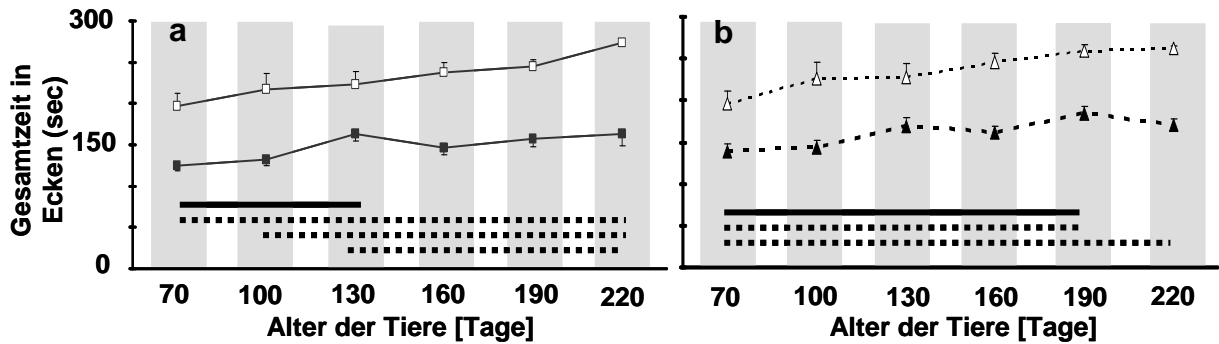 300
a
b
Gesamtzeit in
Ecken (sec)
150
0
70 100 130 160 190 220
70 100 130 160 190 220
Alter der Tiere [Tage]
Alter der Tiere [Tage]